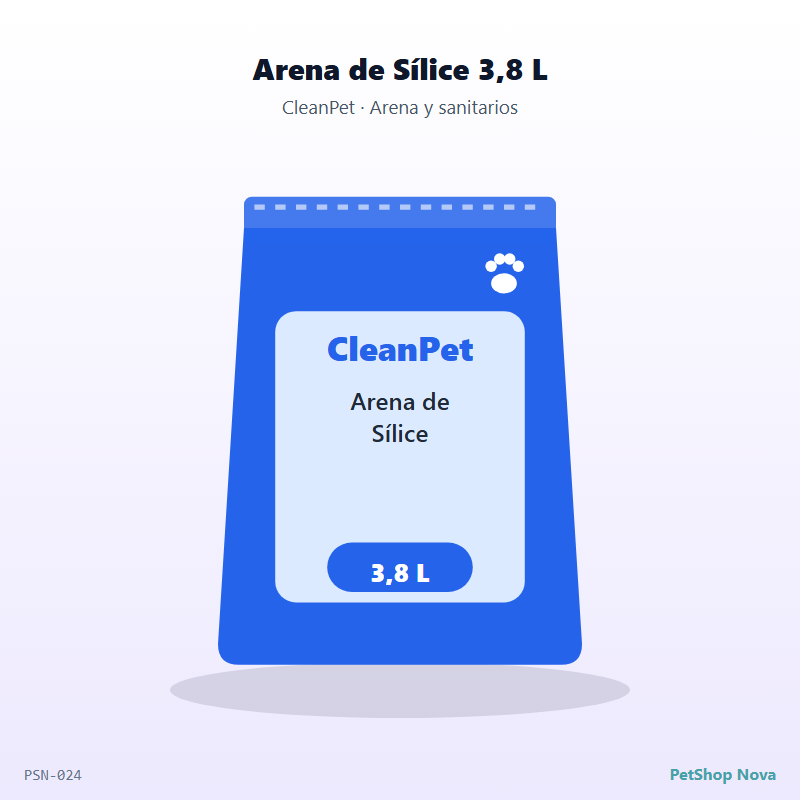 Arena de Sílice 3,8 L
CleanPet · Arena y sanitarios
CleanPet
Arena de
Sílice
3,8 L
PSN-024
PetShop Nova